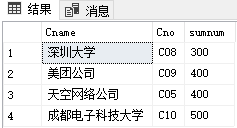 结果 消息
Cname Cno sumnum
1 深圳大学 C08 300
2 美团公司 C09 400
3 天空网络公司 C05 400
4 成都电子科技大学 C10 500